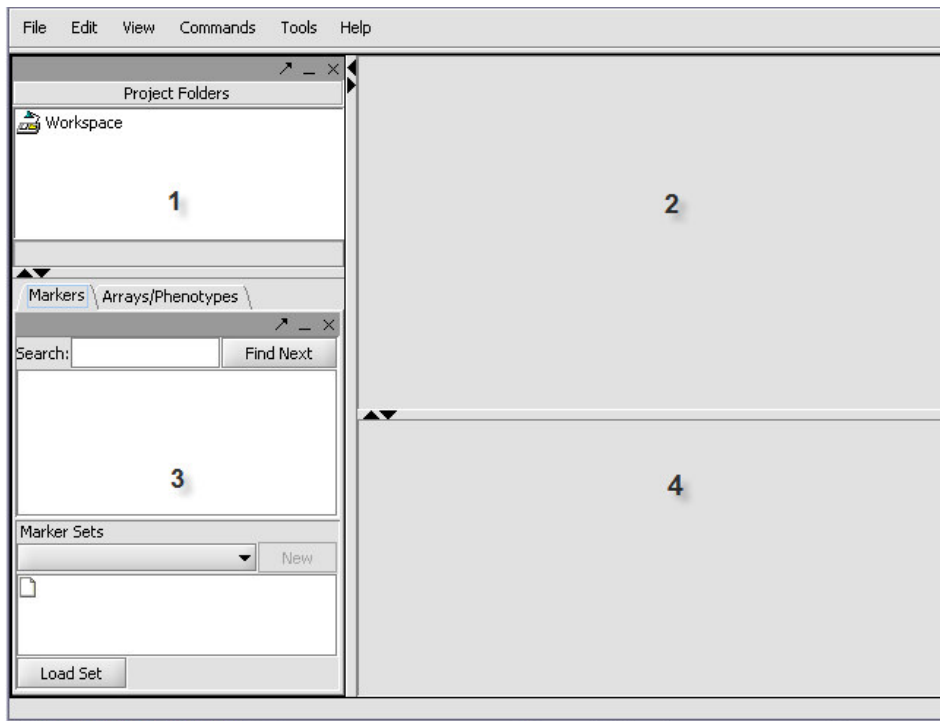 File Edit View Commands Tools Help
Project Folders
Workspace
1
2
Markers Arrays/Phenotypes
Search: Find Next
3
4
Marker Sets
New
Load Set